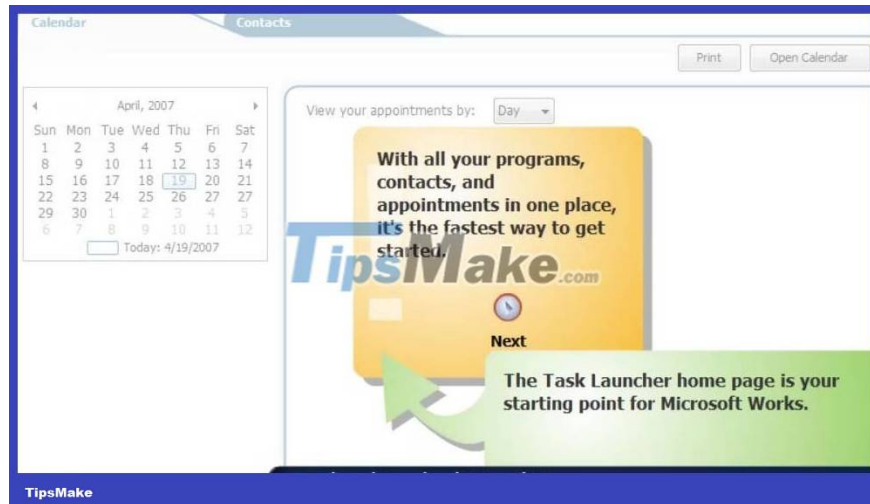 Calendar Contacts
Print Open Calendar
April, 2007
View your appointments by: Day
Sun Mon Tue Wed Thu Fri Sat
1 2 3 4 5 6 7
8 9 10 11 12 13 14
15 16 17 18 19 20 21
22 23 24 25 26 27 27
29 30 1 2 3 4 5
6 7 8 9 10 11 12
Today: 4/19/2007
With all your programs,
contacts, and
appointments in one place,
it's the fastest way to get
started.
TipsMake.com
Next
The Task Launcher home page is your
starting point for Microsoft Works.
TipsMake